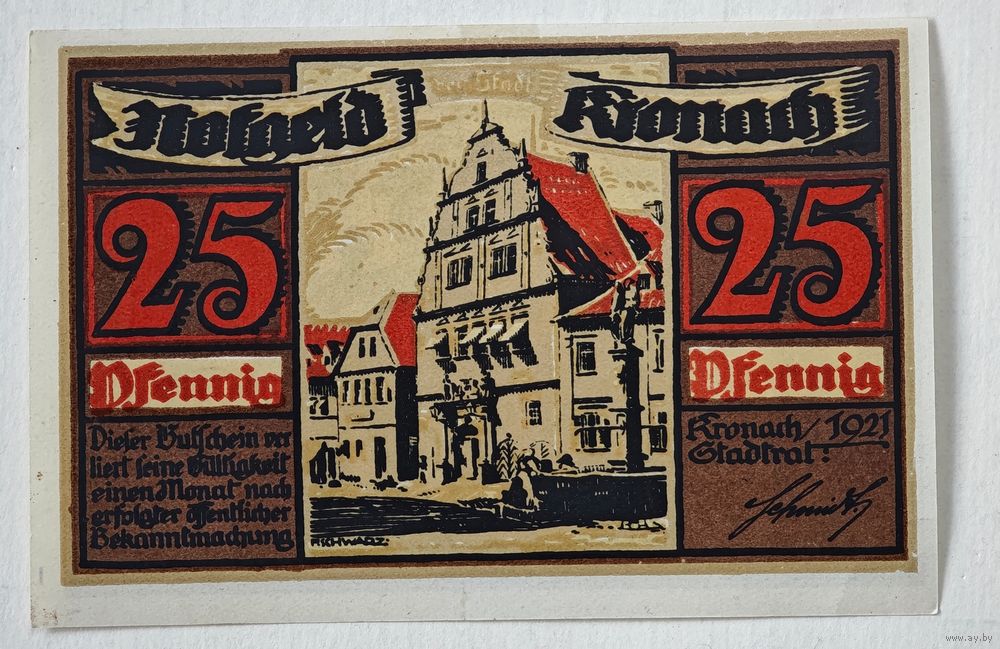 der Stadt
Notgeld Kronach
25 25
Pfennig Pfennig
Dieser Gutschein ver
liert seine Gültigkeit
einen Monat nach
erfolgter öffentlicher
Bekanntmachung
Kronach / 1921
Stadtrat:
Schmidt
SCHWARZ.
www.ay.by